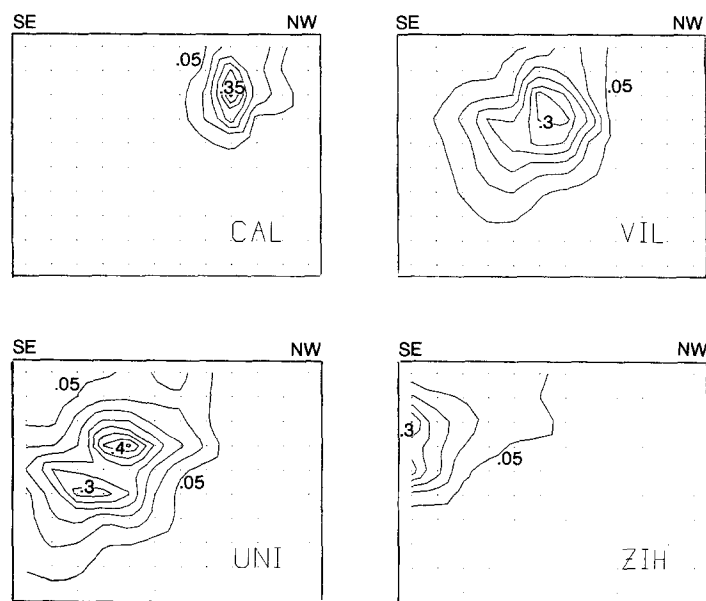 SE NW SE NW
.05
.35
.05
.3
CAL VIL
SE NW SE NW
.05
.4
.3
.3
.05
.05
UNI ZIH